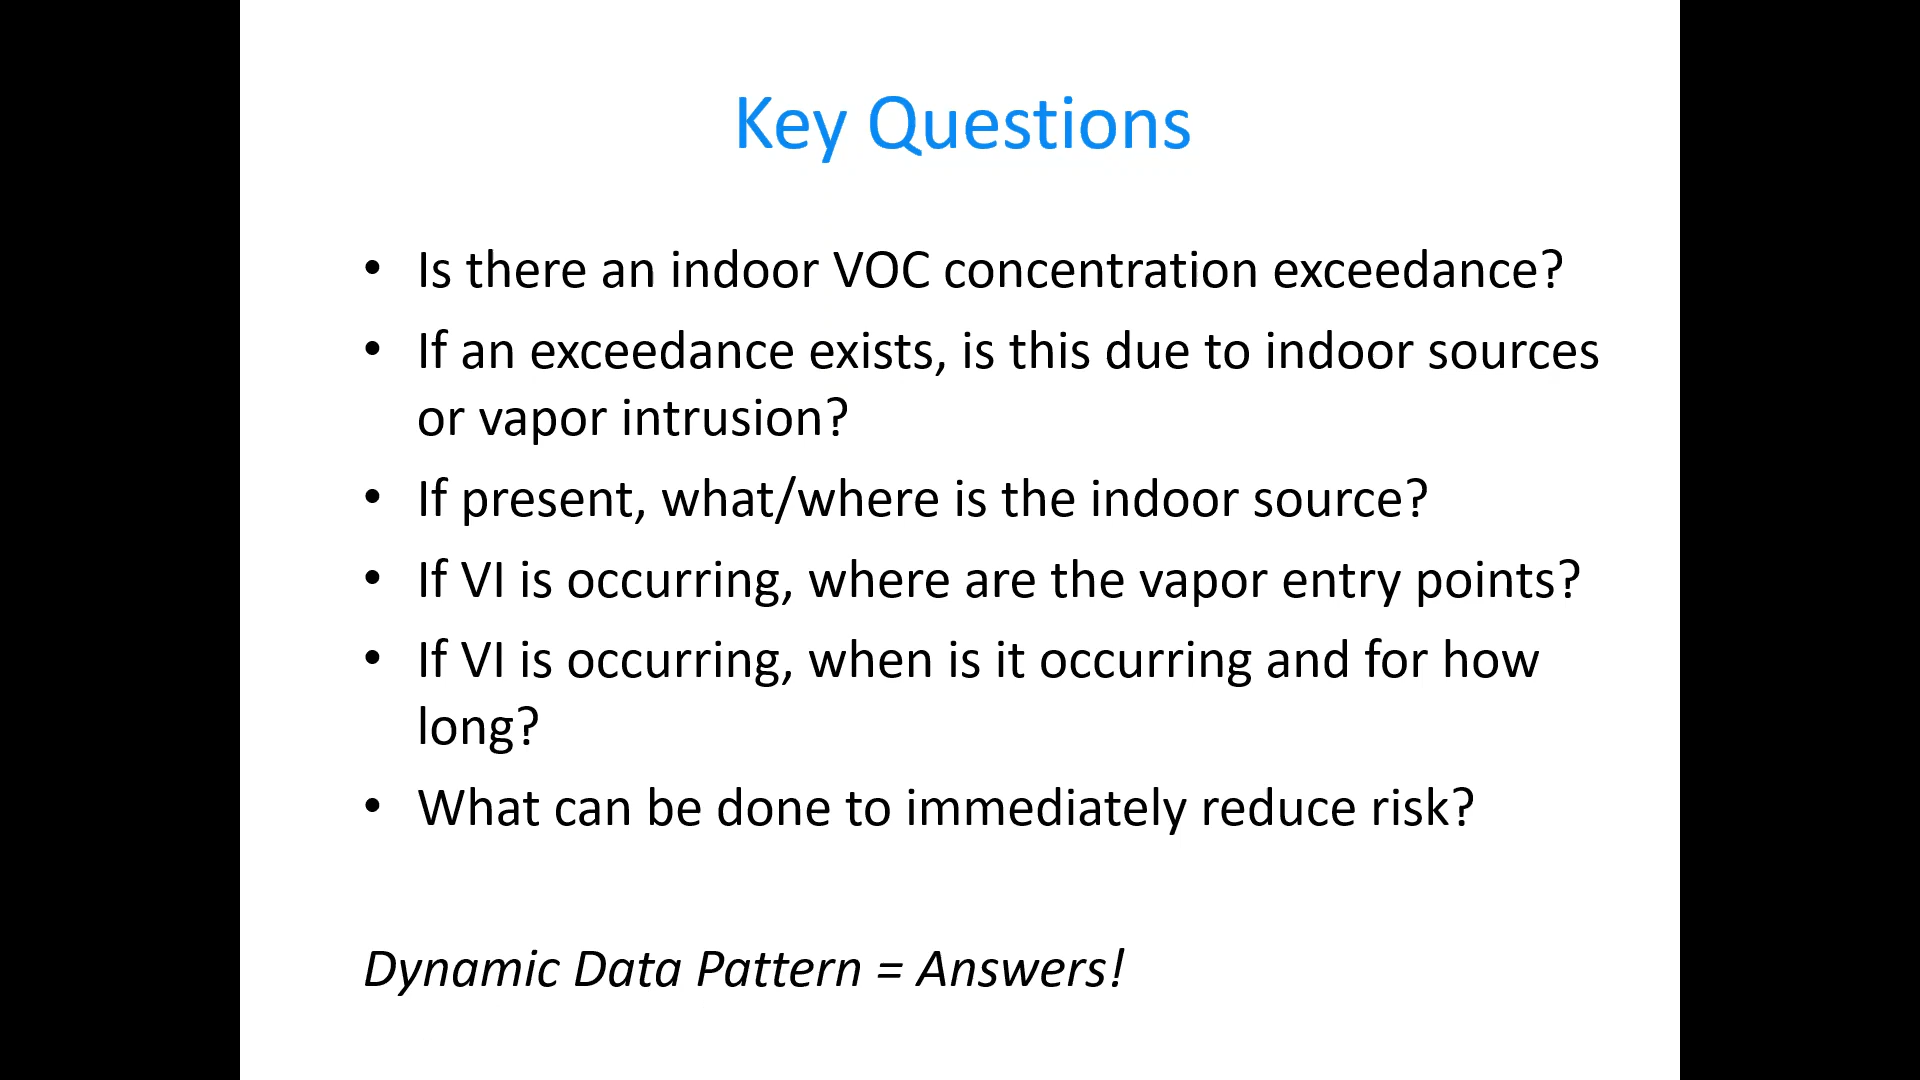 Key Questions
• Is there an indoor VOC concentration exceedance?
• If an exceedance exists, is this due to indoor sources
or vapor intrusion?
• If present, what/where is the indoor source?
• If VI is occurring, where are the vapor entry points?
• If VI is occurring, when is it occurring and for how
long?
• What can be done to immediately reduce risk?
Dynamic Data Pattern = Answers!